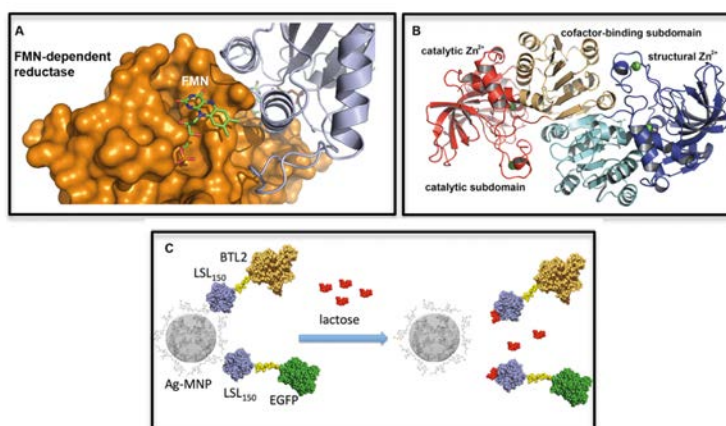 A
FMN-dependent
reductase
FMN
B
cofactor-binding subdomain
catalytic Zn²⁺
structural Zn²⁺
catalytic subdomain
C
BTL2
LSL₁₅₀
lactose
Ag-MNP
LSL₁₅₀
EGFP